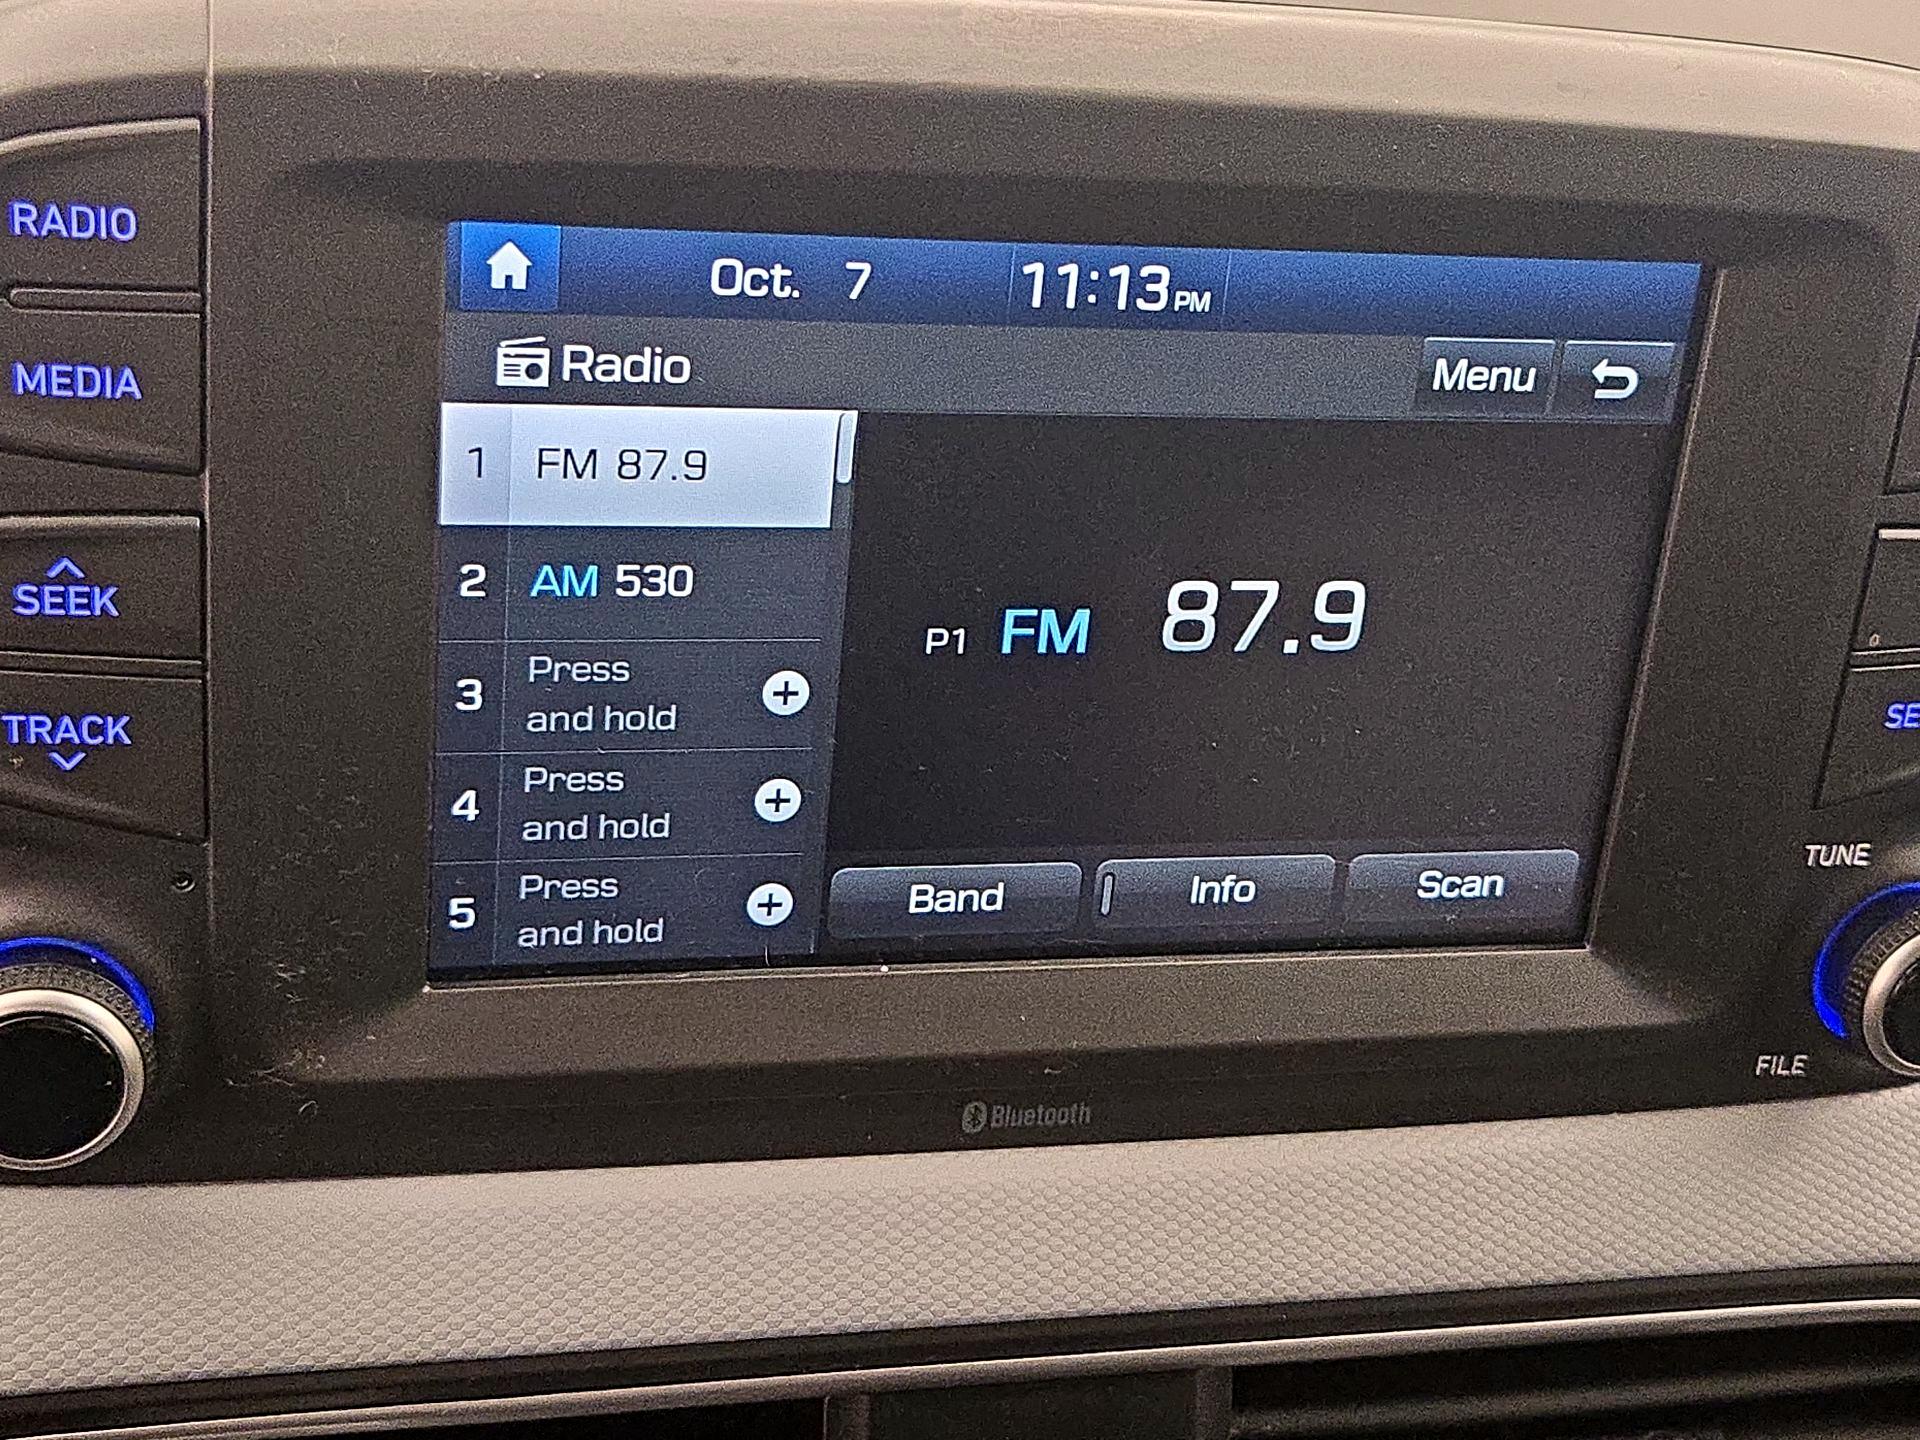 RADIO
MEDIA
SEEK
TRACK
Oct. 7 11:13 PM
Radio
Menu
1 FM 87.9
2 AM 530
3 Press
and hold
4 Press
and hold
5 Press
and hold
P1 FM 87.9
Band Info Scan
TUNE
FILE
Bluetooth